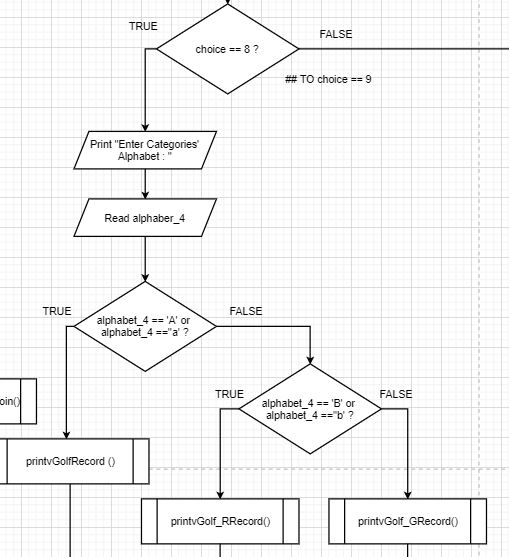 TRUE
FALSE
choice == 8 ?
## TO choice == 9
Print "Enter Categories'
Alphabet : "
Read alphaber_4
TRUE
FALSE
alphabet_4 == 'A' or
alphabet_4 =="a' ?
TRUE
FALSE
alphabet_4 == 'B' or
alphabet_4 =="b' ?
oin()
printvGolfRecord ()
printvGolf_RRecord()
printvGolf_GRecord()